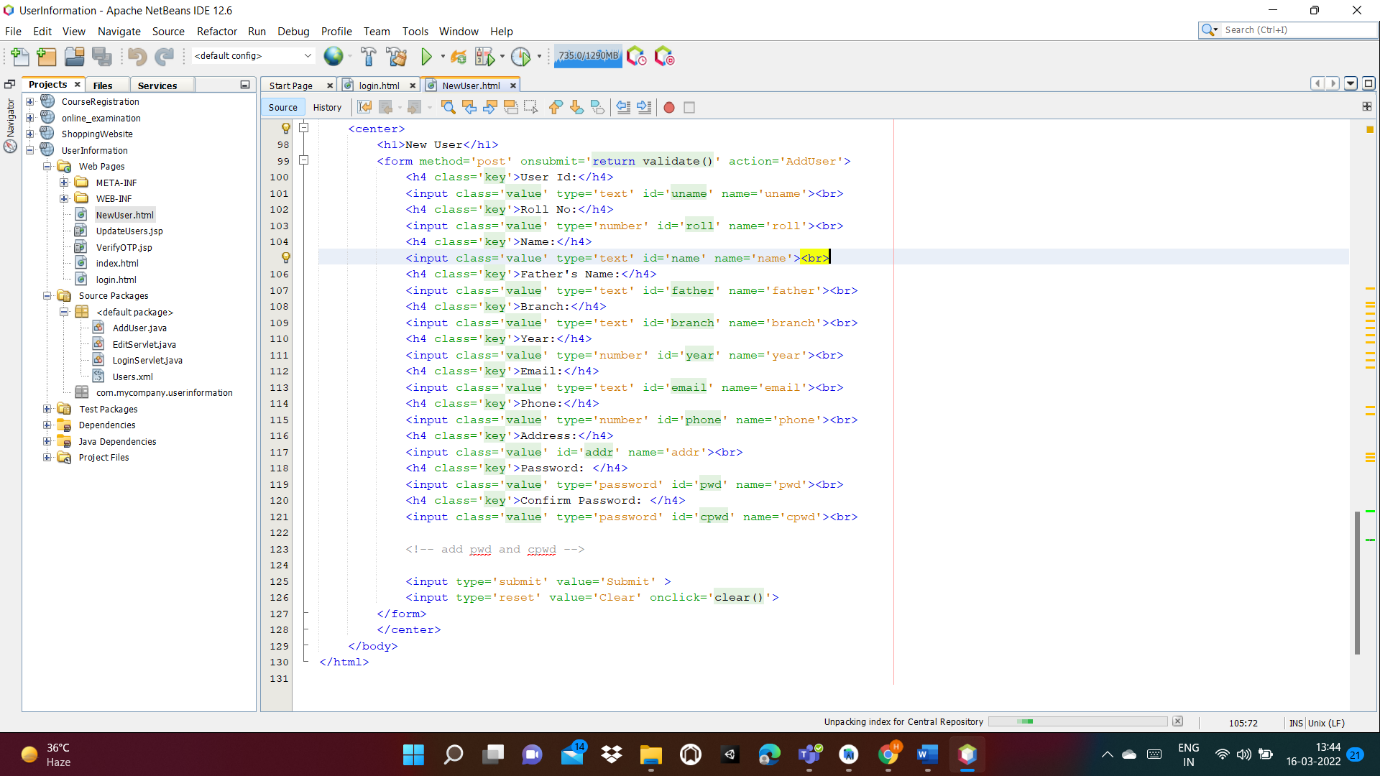 UserInformation - Apache NetBeans IDE 12.6
File Edit View Navigate Source Refactor Run Debug Profile Team Tools Window Help
Search (Ctrl+I)
<default config>
735.0/1290MB
Projects Files Services
Start Page login.html NewUser.html
Source History
Navigator
CourseRegistration
online_examination
ShoppingWebsite
UserInformation
Web Pages
META-INF
WEB-INF
NewUser.html
UpdateUsers.jsp
VerifyOTP.jsp
index.html
login.html
Source Packages
<default package>
AddUser.java
EditServlet.java
LoginServlet.java
Users.xml
com.mycompany.userinformation
Test Packages
Dependencies
Java Dependencies
Project Files
<center>
98 <h1>New User</h1>
99 <form method='post' onsubmit='return validate()' action='AddUser'>
100 <h4 class='key'>User Id:</h4>
101 <input class='value' type='text' id='uname' name='uname'><br>
102 <h4 class='key'>Roll No:</h4>
103 <input class='value' type='number' id='roll' name='roll'><br>
104 <h4 class='key'>Name:</h4>
<input class='value' type='text' id='name' name='name'><br>
106 <h4 class='key'>Father's Name:</h4>
107 <input class='value' type='text' id='father' name='father'><br>
108 <h4 class='key'>Branch:</h4>
109 <input class='value' type='text' id='branch' name='branch'><br>
110 <h4 class='key'>Year:</h4>
111 <input class='value' type='number' id='year' name='year'><br>
112 <h4 class='key'>Email:</h4>
113 <input class='value' type='text' id='email' name='email'><br>
114 <h4 class='key'>Phone:</h4>
115 <input class='value' type='number' id='phone' name='phone'><br>
116 <h4 class='key'>Address:</h4>
117 <input class='value' id='addr' name='addr'><br>
118 <h4 class='key'>Password: </h4>
119 <input class='value' type='password' id='pwd' name='pwd'><br>
120 <h4 class='key'>Confirm Password: </h4>
121 <input class='value' type='password' id='cpwd' name='cpwd'><br>
122
123 <!-- add pwd and cpwd -->
124
125 <input type='submit' value='Submit' >
126 <input type='reset' value='Clear' onclick='clear()'>
127 </form>
128 </center>
129 </body>
130 </html>
131
Unpacking index for Central Repository
105:72 INS Unix (LF)
36°C
Haze
14
ENG
IN
13:44
16-03-2022
21